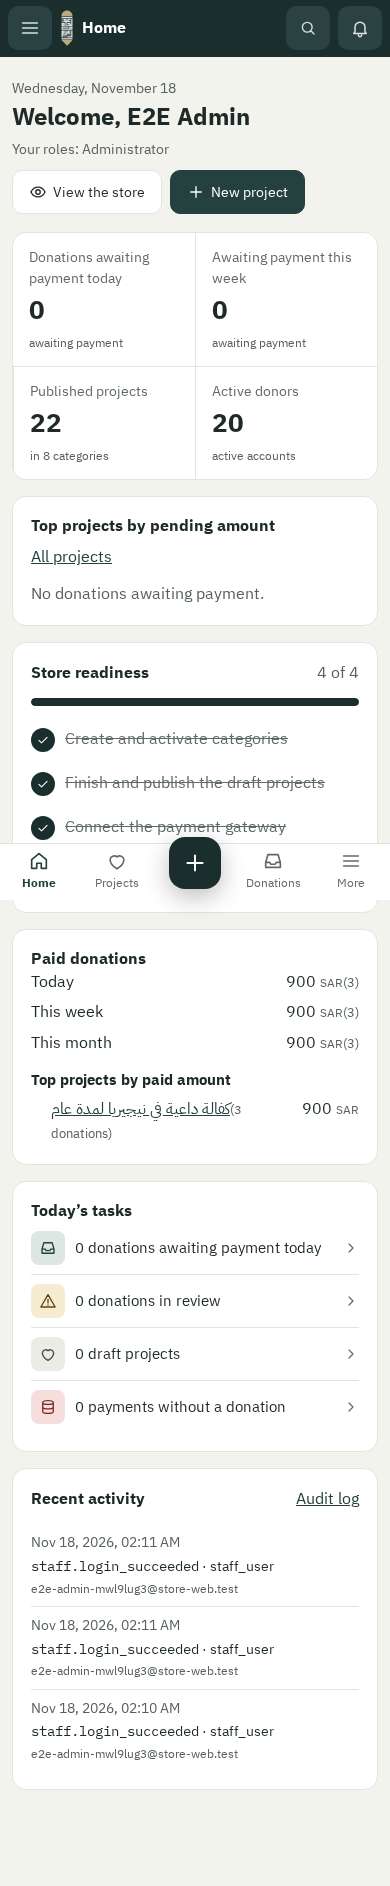 Home
Wednesday, November 18
Welcome, E2E Admin
Your roles: Administrator
View the store
New project
Donations awaiting payment today
0
awaiting payment
Awaiting payment this week
0
awaiting payment
Published projects
22
in 8 categories
Active donors
20
active accounts
Top projects by pending amount
All projects
No donations awaiting payment.
Store readiness 4 of 4
Create and activate categories
Finish and publish the draft projects
Connect the payment gateway
Home
Projects
Donations
More
Paid donations
Today 900 SAR(3)
This week 900 SAR(3)
This month 900 SAR(3)
Top projects by paid amount
كفالة داعية في نيجيريا لمدة عام(3 900 SAR
donations)
Today’s tasks
0 donations awaiting payment today
0 donations in review
0 draft projects
0 payments without a donation
Recent activity Audit log
Nov 18, 2026, 02:11 AM
staff.login_succeeded · staff_user
e2e-admin-mwl9lug3@store-web.test
Nov 18, 2026, 02:11 AM
staff.login_succeeded · staff_user
e2e-admin-mwl9lug3@store-web.test
Nov 18, 2026, 02:10 AM
staff.login_succeeded · staff_user
e2e-admin-mwl9lug3@store-web.test